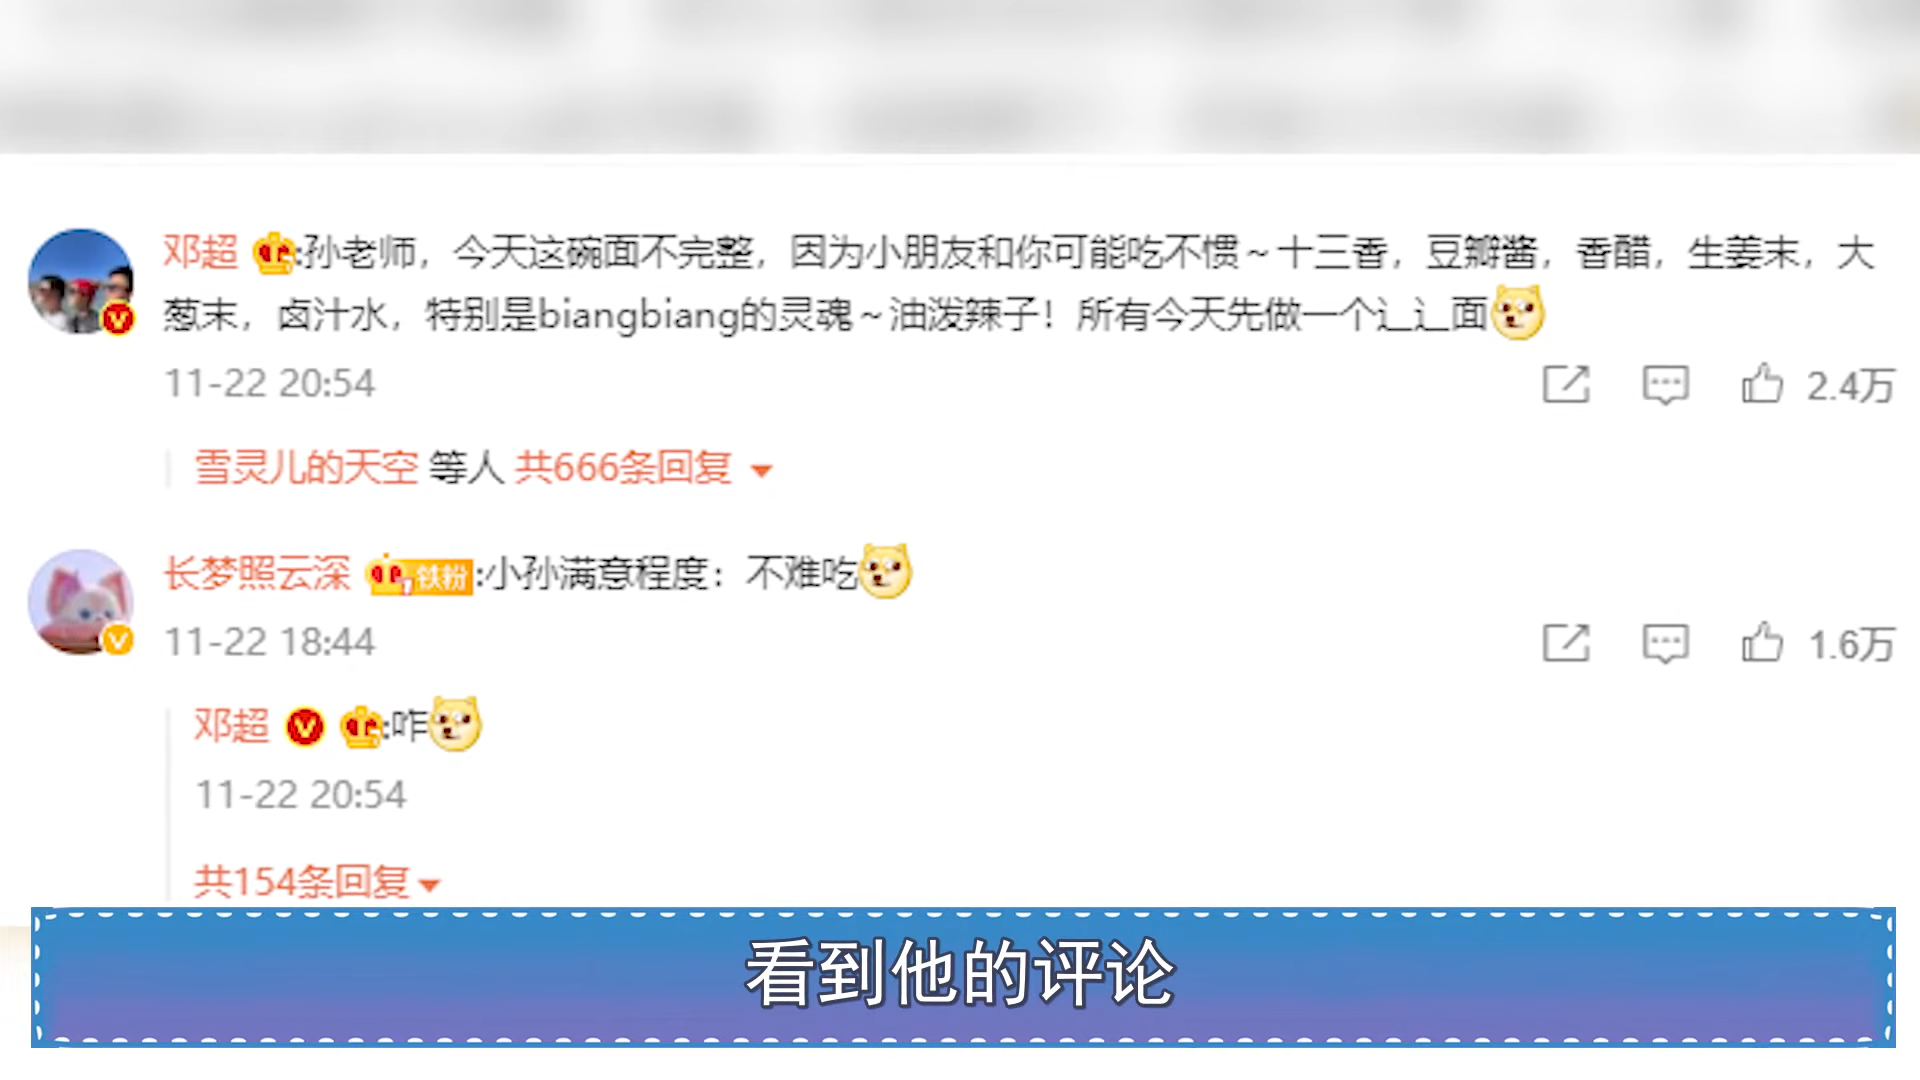 邓超:孙老师，今天这碗面不完整，因为小朋友和你可能吃不惯～十三香，豆瓣酱，香醋，生姜末，大
葱末，卤汁水，特别是biangbiang的灵魂～油泼辣子！所有今天先做一个辶辶面
11-22 20:54
2.4万
雪灵儿的天空 等人 共666条回复
长梦照云深 铁粉:小孙满意程度：不难吃
11-22 18:44
1.6万
邓超 V :咋
11-22 20:54
共154条回复
看到他的评论